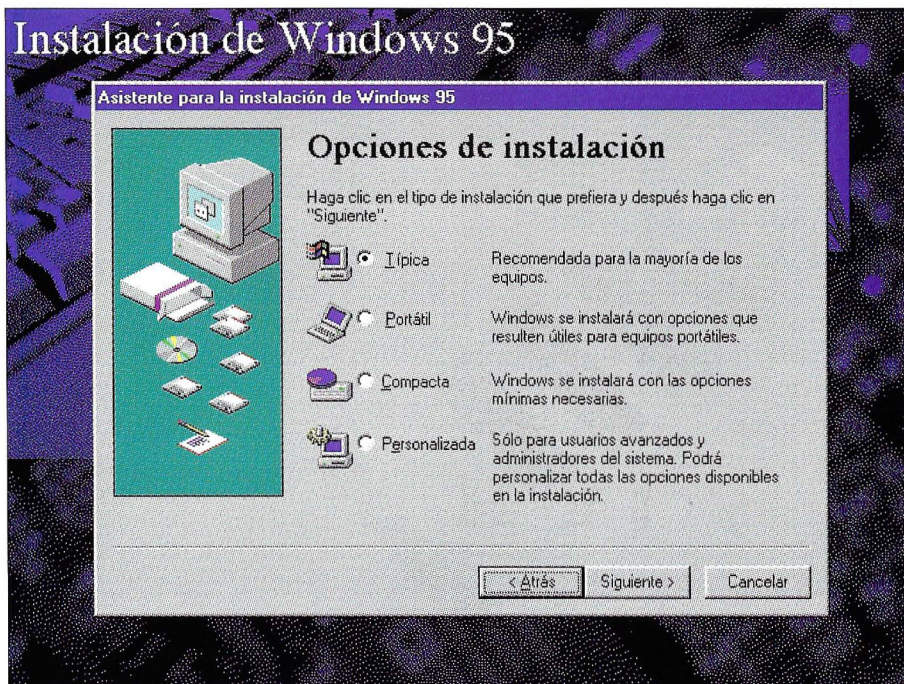 Instalación de Windows 95
Asistente para la instalación de Windows 95
Opciones de instalación
Haga clic en el tipo de instalación que prefiera y después haga clic en
"Siguiente".
Típica
Recomendada para la mayoría de los
equipos.
Portátil
Windows se instalará con opciones que
resulten útiles para equipos portátiles.
Compacta
Windows se instalará con las opciones
mínimas necesarias.
Personalizada
Sólo para usuarios avanzados y
administradores del sistema. Podrá
personalizar todas las opciones disponibles
en la instalación.
< Atrás
Siguiente >
Cancelar